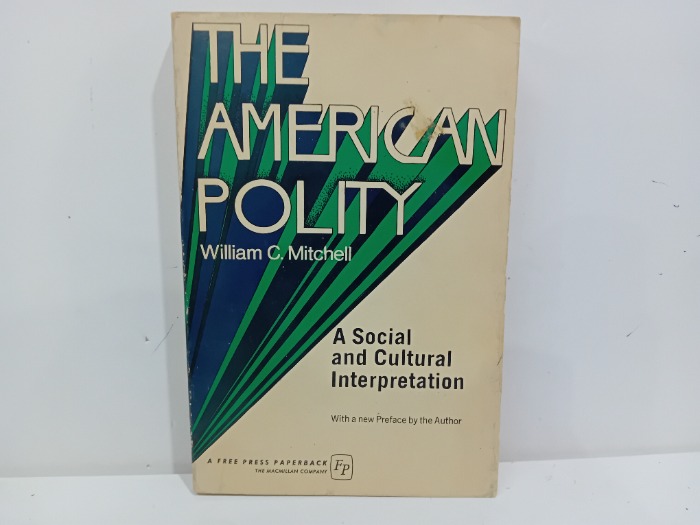 THE
AMERICAN
POLITY
William C. Mitchell
A Social
and Cultural
Interpretation
With a new Preface by the Author
A FREE PRESS PAPERBACK
THE MACMILLAN COMPANY
FP